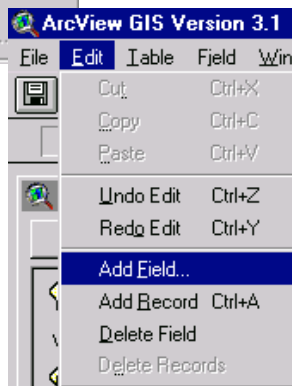 ArcView GIS Version 3.1
File Edit Table Field Win
Cut Ctrl+X
Copy Ctrl+C
Paste Ctrl+V
Undo Edit Ctrl+Z
Redo Edit Ctrl+Y
Add Field...
Add Record Ctrl+A
Delete Field
Delete Records